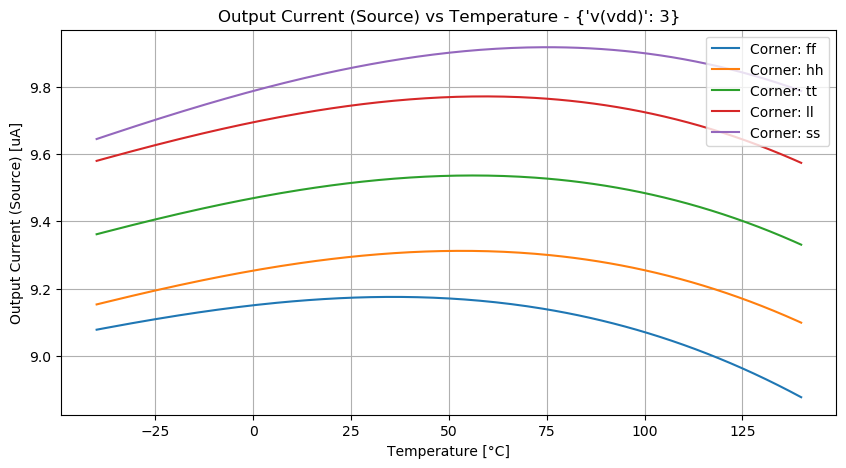 Output Current (Source) vs Temperature - {'v(vdd)': 3}
Output Current (Source) [uA]
9.8
9.6
9.4
9.2
9.0
Corner: ff
Corner: hh
Corner: tt
Corner: ll
Corner: ss
−25
0
25
50
75
100
125
Temperature [°C]